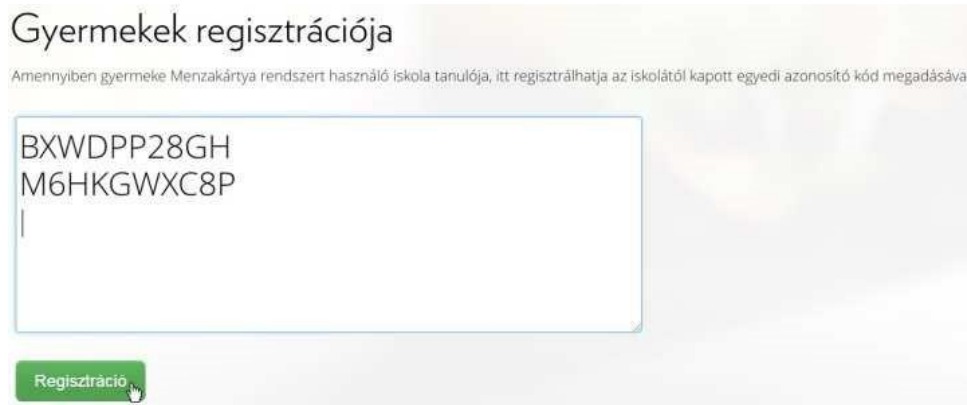 Gyermekek regisztrációja
Amennyiben gyermeke Menzakártya rendszert használó iskola tanulója, itt regisztrálhatja az iskolától kapott egyedi azonosító kód megadásáva
BXWDPP28GH
M6HKGWXC8P
Regisztráció